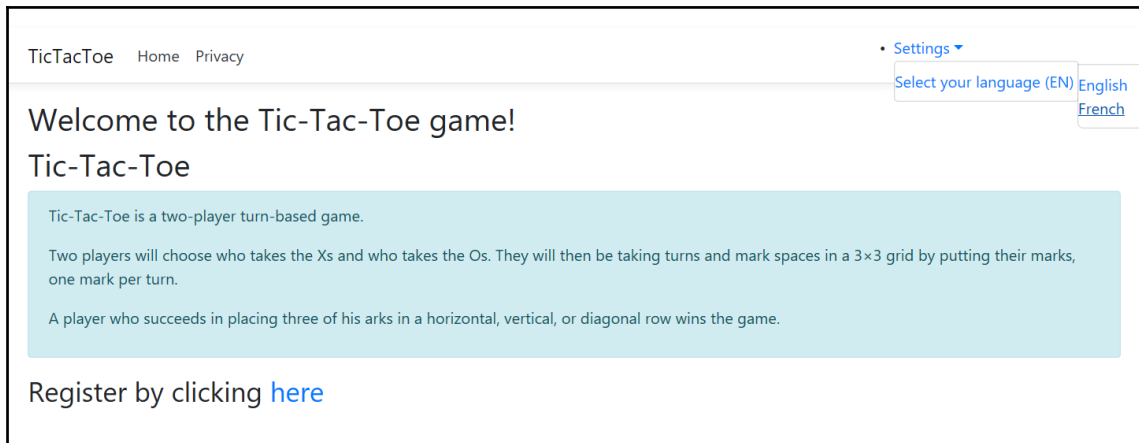 TicTacToe Home Privacy
• Settings
Select your language (EN)
English
French
Welcome to the Tic-Tac-Toe game!
Tic-Tac-Toe
Tic-Tac-Toe is a two-player turn-based game.
Two players will choose who takes the Xs and who takes the Os. They will then be taking turns and mark spaces in a 3×3 grid by putting their marks,
one mark per turn.
A player who succeeds in placing three of his arks in a horizontal, vertical, or diagonal row wins the game.
Register by clicking here